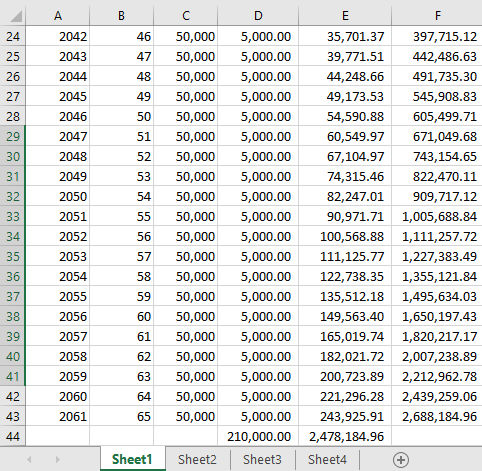 A B C D E F
24 2042 46 50,000 5,000.00 35,701.37 397,715.12
25 2043 47 50,000 5,000.00 39,771.51 442,486.63
26 2044 48 50,000 5,000.00 44,248.66 491,735.30
27 2045 49 50,000 5,000.00 49,173.53 545,908.83
28 2046 50 50,000 5,000.00 54,590.88 605,499.71
29 2047 51 50,000 5,000.00 60,549.97 671,049.68
30 2048 52 50,000 5,000.00 67,104.97 743,154.65
31 2049 53 50,000 5,000.00 74,315.46 822,470.11
32 2050 54 50,000 5,000.00 82,247.01 909,717.12
33 2051 55 50,000 5,000.00 90,971.71 1,005,688.84
34 2052 56 50,000 5,000.00 100,568.88 1,111,257.72
35 2053 57 50,000 5,000.00 111,125.77 1,227,383.49
36 2054 58 50,000 5,000.00 122,738.35 1,355,121.84
37 2055 59 50,000 5,000.00 135,512.18 1,495,634.03
38 2056 60 50,000 5,000.00 149,563.40 1,650,197.43
39 2057 61 50,000 5,000.00 165,019.74 1,820,217.17
40 2058 62 50,000 5,000.00 182,021.72 2,007,238.89
41 2059 63 50,000 5,000.00 200,723.89 2,212,962.78
42 2060 64 50,000 5,000.00 221,296.28 2,439,259.06
43 2061 65 50,000 5,000.00 243,925.91 2,688,184.96
44 210,000.00 2,478,184.96
Sheet1 Sheet2 Sheet3 Sheet4